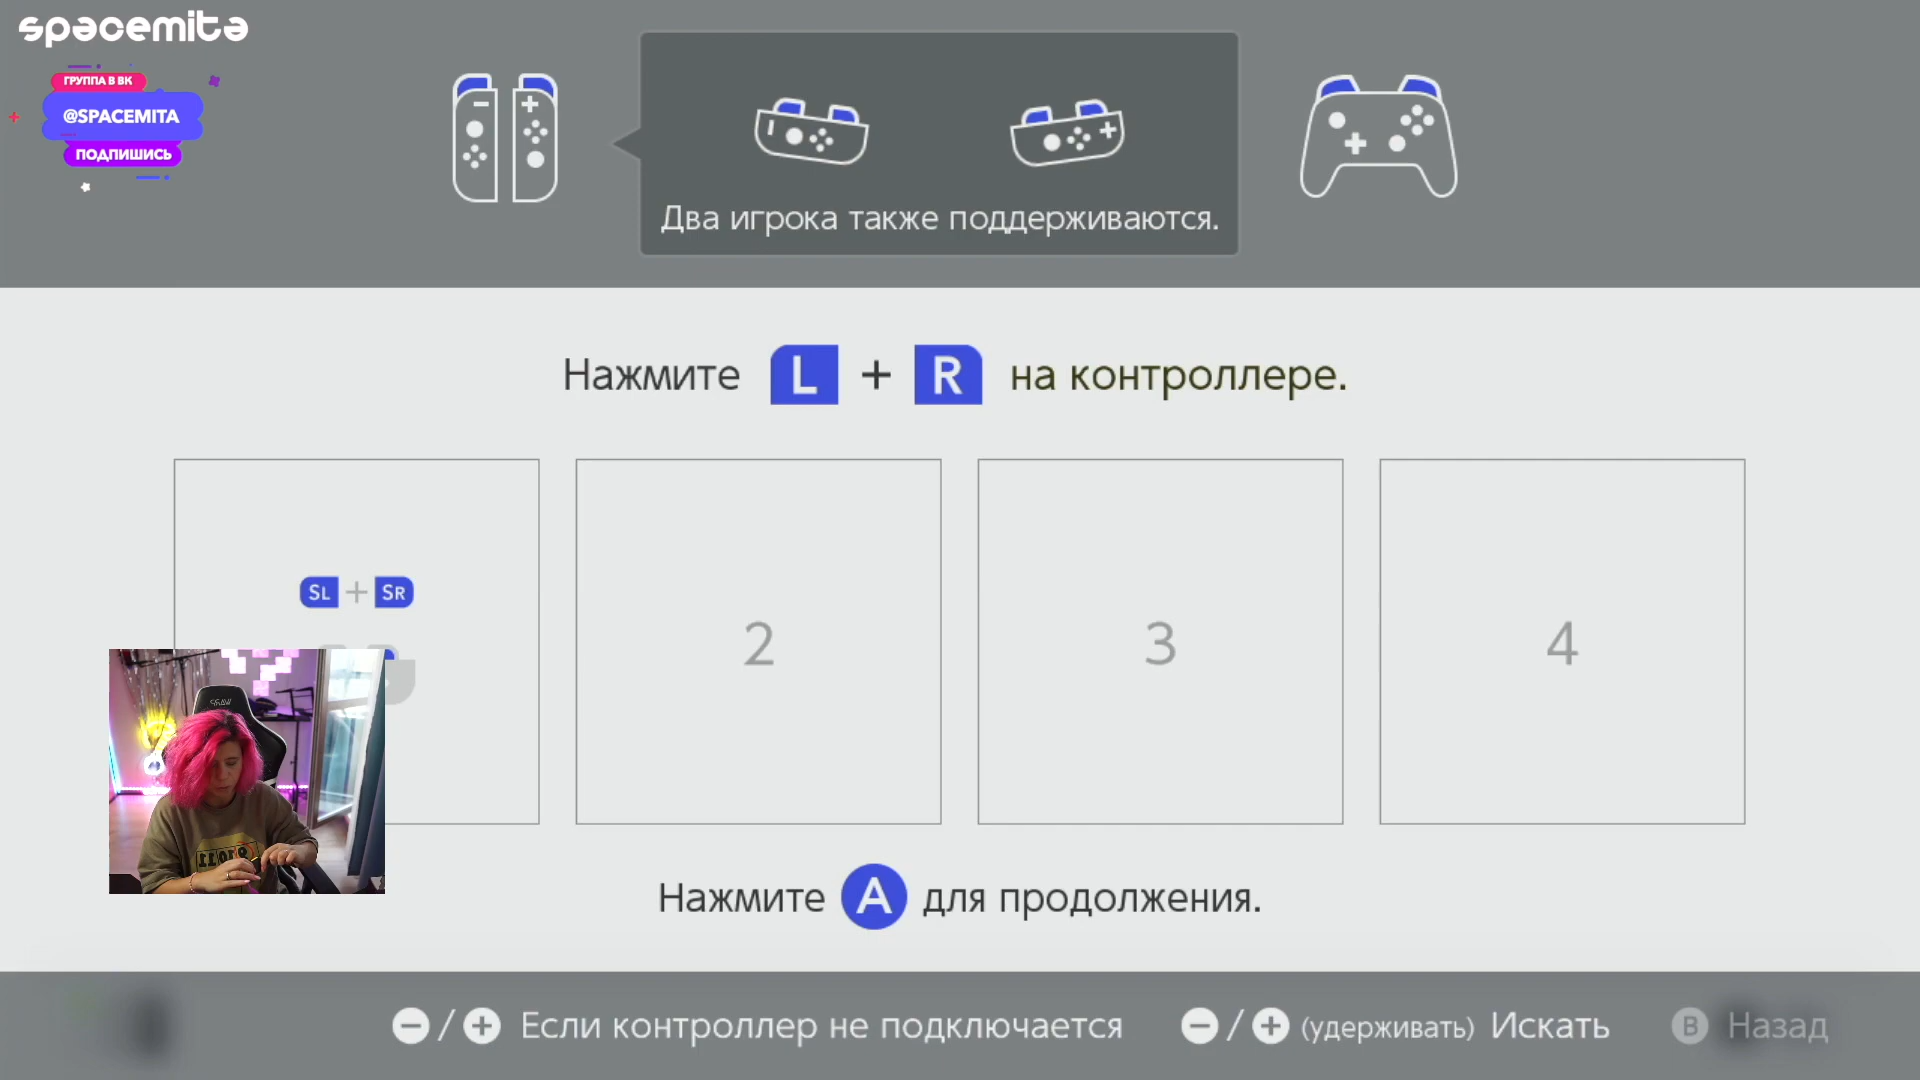 spacemita
ГРУППА В ВК
@SPACEMITA
ПОДПИШИСЬ
Два игрока также поддерживаются.
Нажмите L + R на контроллере.
SL + SR
2
3
4
Нажмите A для продолжения.
−/+ Если контроллер не подключается
−/+ (удерживать) Искать
B Назад